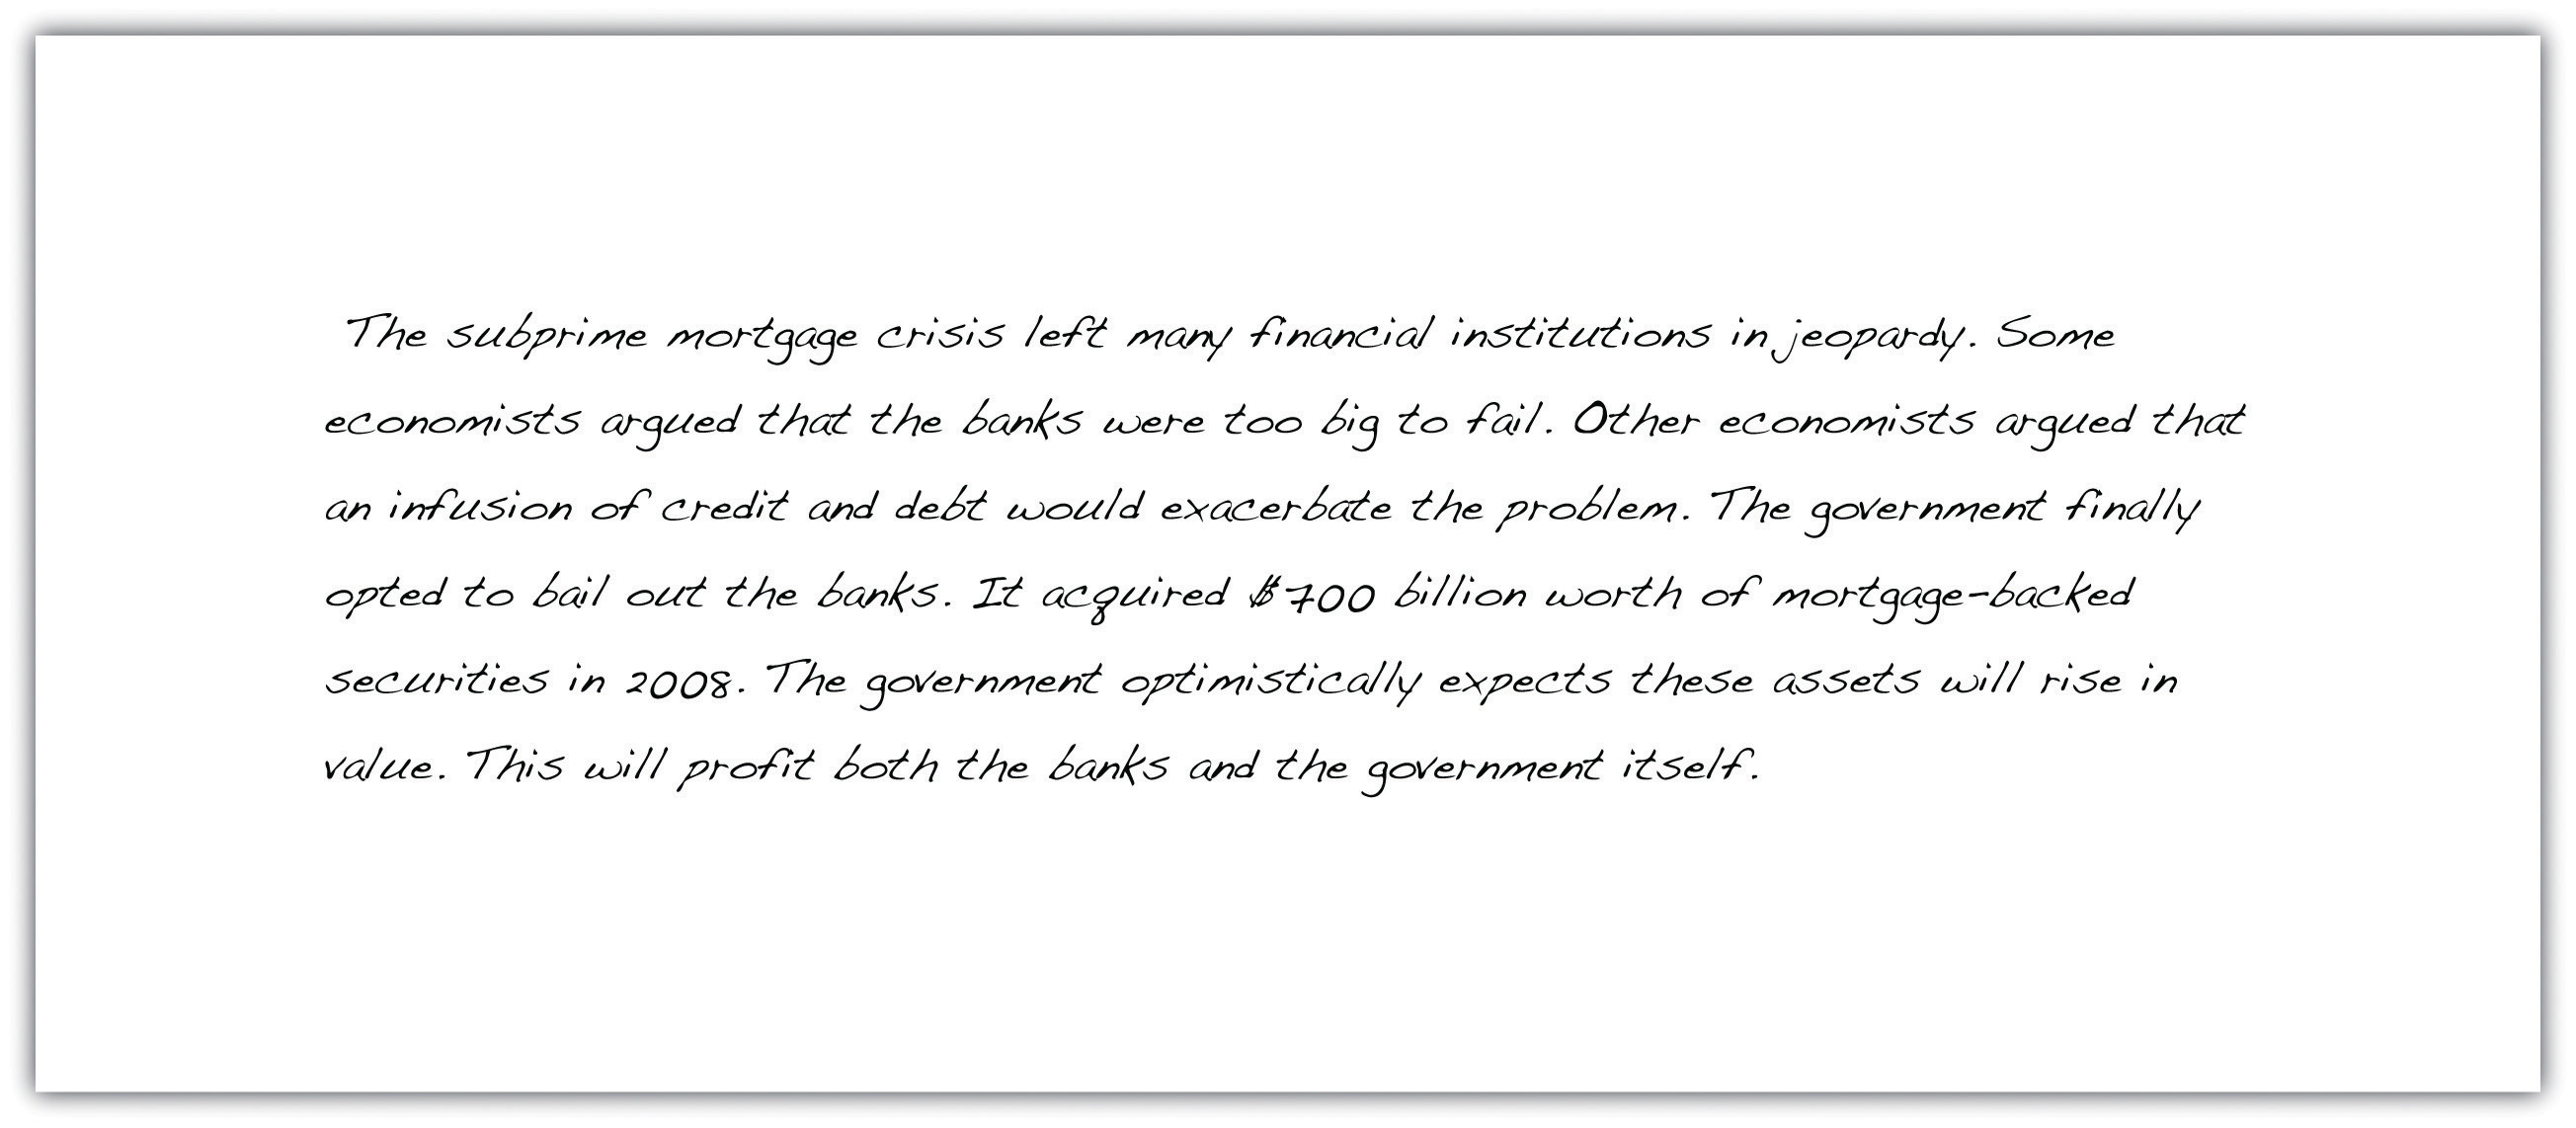 The subprime mortgage crisis left many financial institutions in jeopardy. Some
economists argued that the banks were too big to fail. Other economists argued that
an infusion of credit and debt would exacerbate the problem. The government finally
opted to bail out the banks. It acquired $700 billion worth of mortgage-backed
securities in 2008. The government optimistically expects these assets will rise in
value. This will profit both the banks and the government itself.